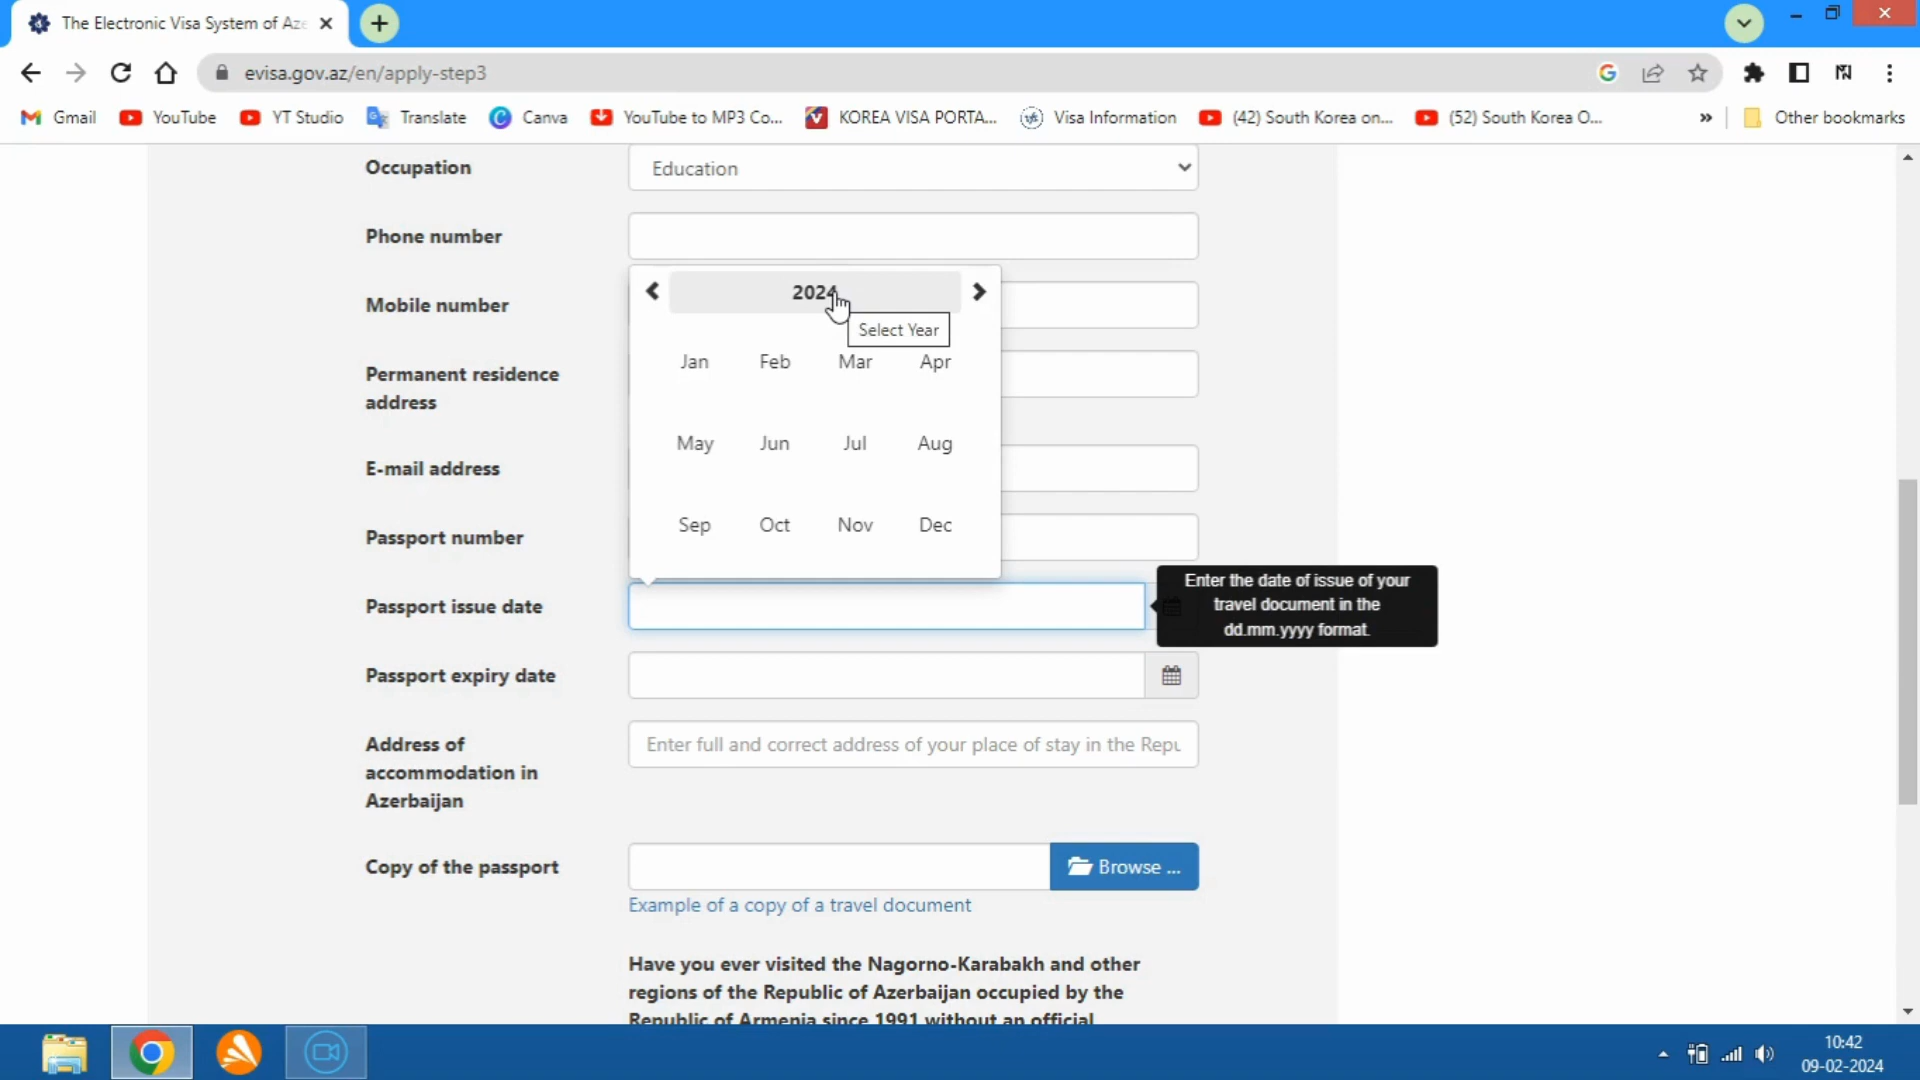 The Electronic Visa System of Aze
evisa.gov.az/en/apply-step3
Gmail
YouTube
YT Studio
Translate
Canva
YouTube to MP3 Co...
KOREA VISA PORTA...
Visa Information
(42) South Korea on...
(52) South Korea O...
»
Other bookmarks
Occupation
Education
Phone number
Mobile number
Permanent residence
address
E-mail address
Passport number
2024
Select Year
Jan Feb Mar Apr
May Jun Jul Aug
Sep Oct Nov Dec
Passport issue date
Enter the date of issue of your
travel document in the
dd.mm.yyyy format.
Passport expiry date
Address of
accommodation in
Azerbaijan
Enter full and correct address of your place of stay in the Repu
Copy of the passport
Browse ...
Example of a copy of a travel document
Have you ever visited the Nagorno-Karabakh and other
regions of the Republic of Azerbaijan occupied by the
Republic of Armenia since 1991 without an official
10:42
09-02-2024